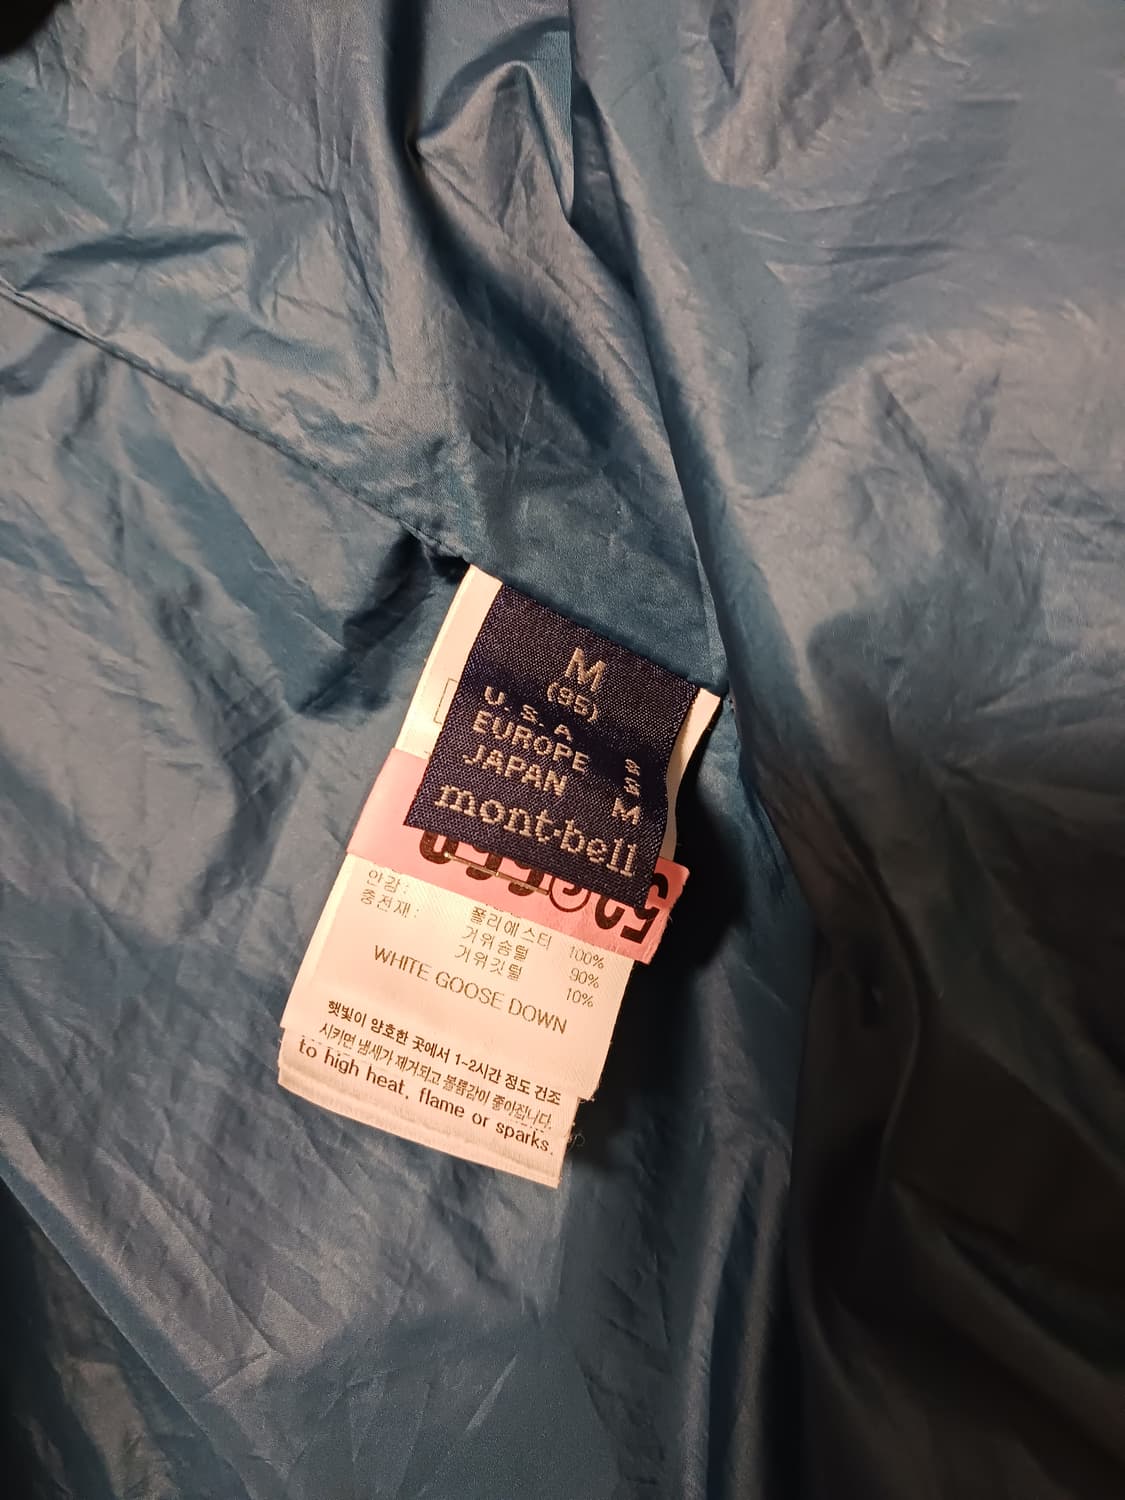 M
(95)
U.S.A S
EUROPE S
JAPAN M
mont-bell
안감: 폴리에스터 100%
충전재: 거위솜털 90%
거위깃털 10%
WHITE GOOSE DOWN
햇빛이 양호한 곳에서 1~2시간 정도 건조
시키면 냄새가 제거되고 볼륨감이 좋아집니다.
to high heat, flame or sparks.